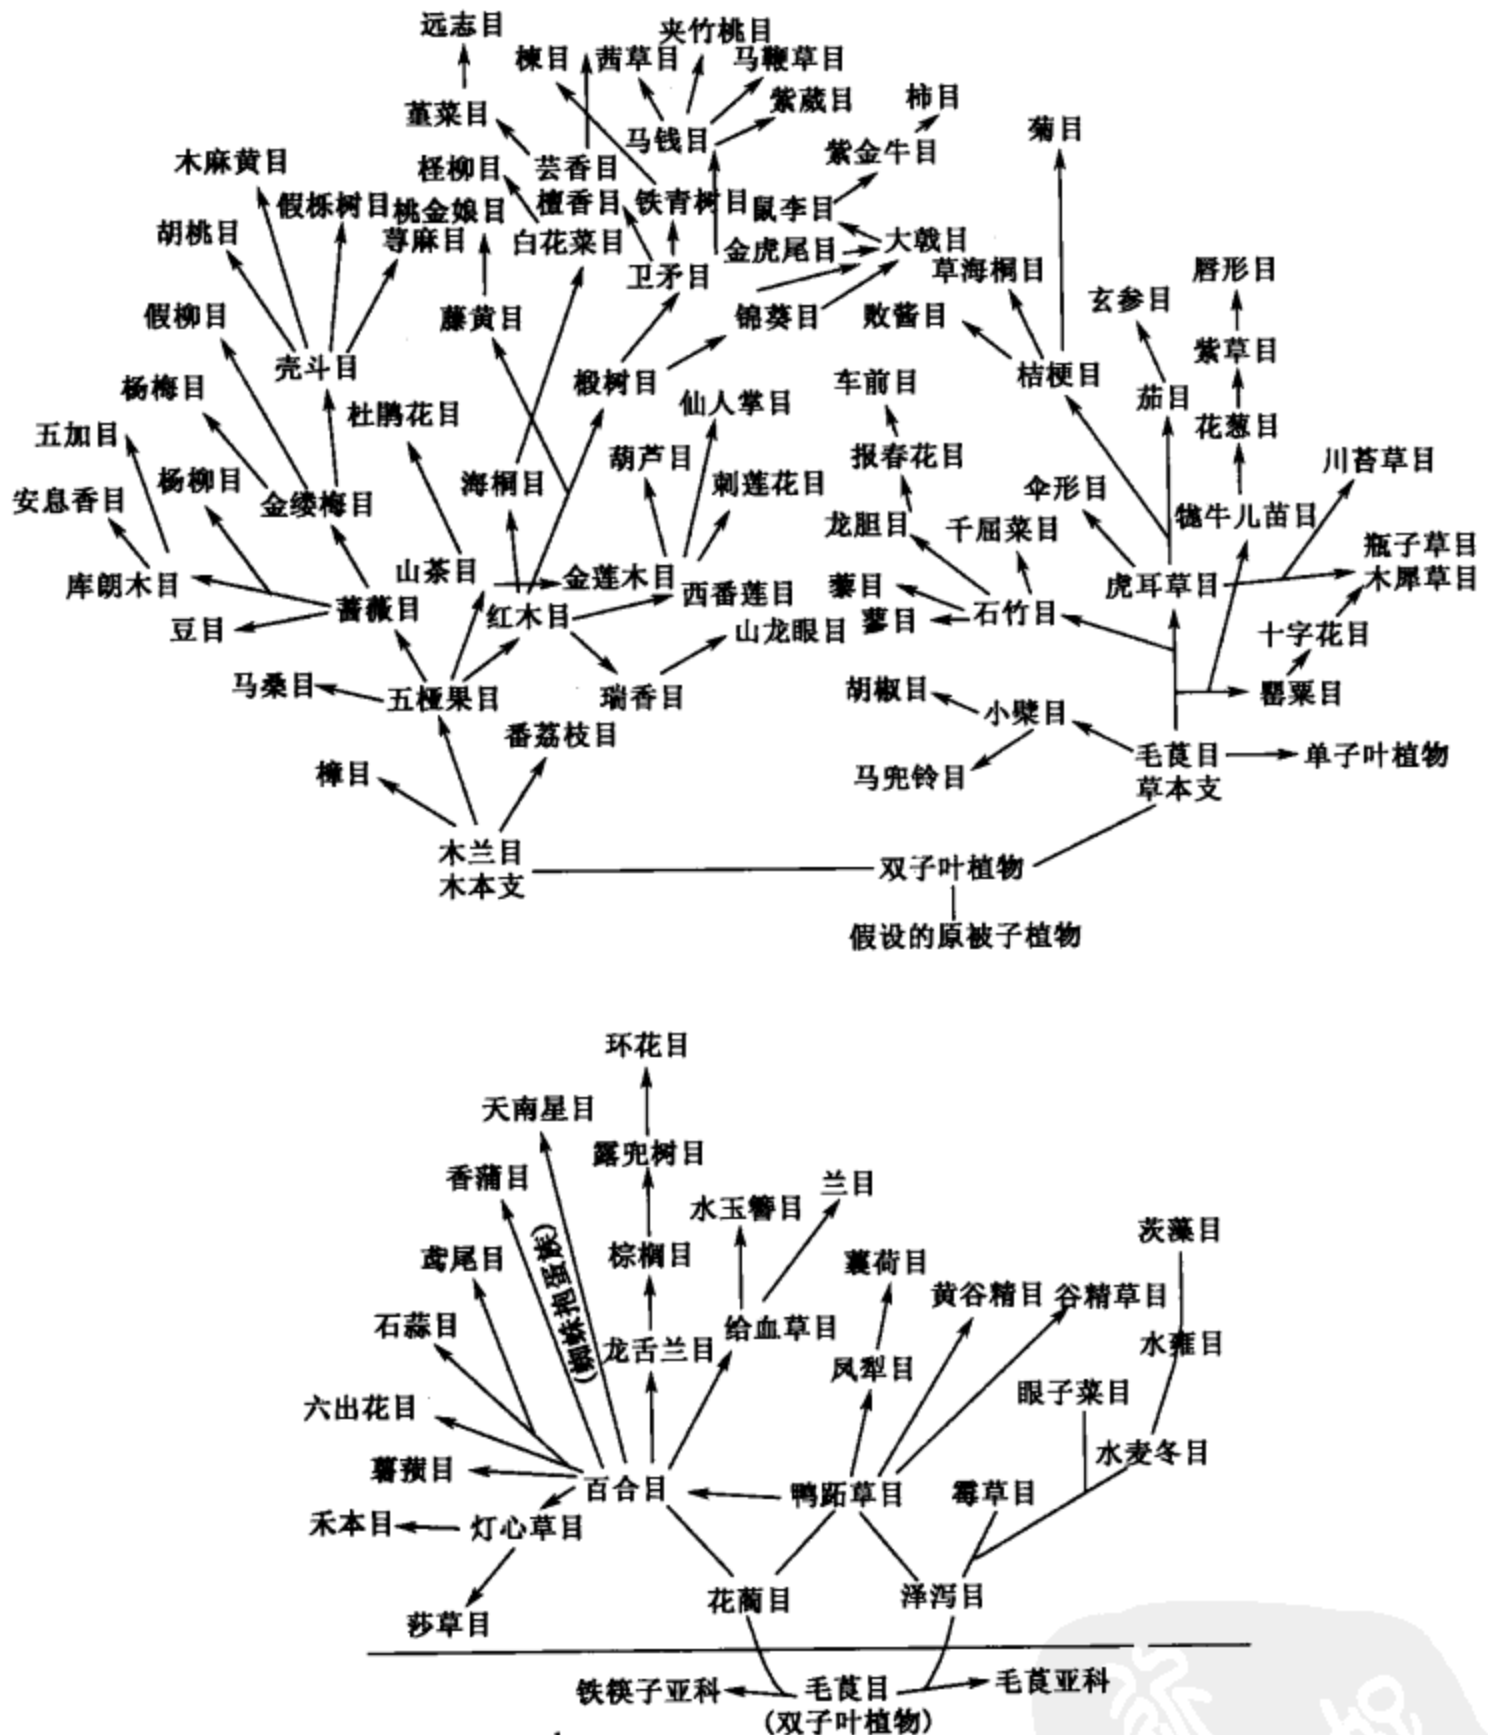 远志目
夹竹桃目
楝目
茜草目
马鞭草目
堇菜目
紫葳目
柿目
菊目
马钱目
紫金牛目
木麻黄目
柽柳目
芸香目
假栎树目
桃金娘目
檀香目
铁青树目
鼠李目
胡桃目
荨麻目
白花菜目
金虎尾目
大戟目
卫矛目
草海桐目
唇形目
玄参目
假柳目
藤黄目
锦葵目
败酱目
紫草目
壳斗目
椴树目
车前目
桔梗目
杨梅目
杜鹃花目
仙人掌目
茄目
花葱目
五加目
葫芦目
报春花目
川苔草目
安息香目
杨柳目
金缕梅目
海桐目
刺莲花目
伞形目
龙胆目
千屈菜目
牻牛儿苗目
瓶子草目
库朗木目
山茶目
金莲木目
西番莲目
藜目
虎耳草目
木犀草目
豆目
蔷薇目
红木目
山龙眼目
蓼目
石竹目
十字花目
马桑目
五桠果目
瑞香目
胡椒目
小檗目
罂粟目
番荔枝目
樟目
马兜铃目
毛茛目
单子叶植物
草本支
木兰目
木本支
双子叶植物
假设的原被子植物
环花目
天南星目
露兜树目
香蒲目
水玉簪目
兰目
茨藻目
鸢尾目
(蜘蛛抱蛋族)
棕榈目
蘘荷目
黄谷精目
谷精草目
石蒜目
龙舌兰目
给血草目
凤犁目
水雍目
六出花目
眼子菜目
水麦冬目
薯蓣目
百合目
鸭跖草目
霉草目
禾本目
灯心草目
花蔺目
泽泻目
莎草目
铁筷子亚科
毛茛目
毛茛亚科
(双子叶植物)